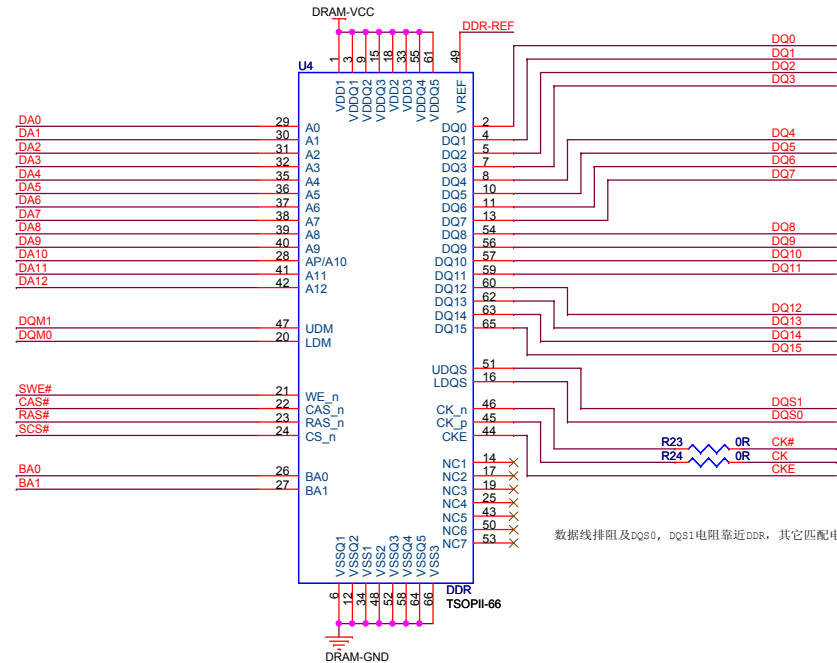 DRAM-VCC
DDR-REF
1 3 9 15 18 33 55 61 49
U4
VDD1 VDDQ1 VDDQ2 VDDQ3 VDD2 VDD3 VDDQ4 VDDQ5 VREF
DA0 29 A0
DA1 30 A1
DA2 31 A2
DA3 32 A3
DA4 35 A4
DA5 36 A5
DA6 37 A6
DA7 38 A7
DA8 39 A8
DA9 40 A9
DA10 28 AP/A10
DA11 41 A11
DA12 42 A12
DQM1 47 UDM
DQM0 20 LDM
SWE# 21 WE_n
CAS# 22 CAS_n
RAS# 23 RAS_n
SCS# 24 CS_n
BA0 26 BA0
BA1 27 BA1
DQ0 2 DQ0
DQ1 4 DQ1
DQ2 5 DQ2
DQ3 7 DQ3
DQ4 8 DQ4
DQ5 10 DQ5
DQ6 11 DQ6
DQ7 13 DQ7
DQ8 54 DQ8
DQ9 56 DQ9
DQ10 57 DQ10
DQ11 59 DQ11
DQ12 60 DQ12
DQ13 62 DQ13
DQ14 63 DQ14
DQ15 65 DQ15
UDQS 51 DQS1
LDQS 16 DQS0
CK_n 46 R23 0R CK#
CK_p 45 R24 0R CK
CKE 44 CKE
NC1 14
NC2 17
NC3 19
NC4 25
NC5 43
NC6 50
NC7 53
数据线排阻及DQS0, DQS1电阻靠近DDR, 其它匹配电
VSSQ1 VSSQ2 VSS1 VSS2 VSSQ3 VSSQ4 VSSQ5 VSS3
6 12 34 48 52 58 64 66
DDR
TSOPII-66
DRAM-GND